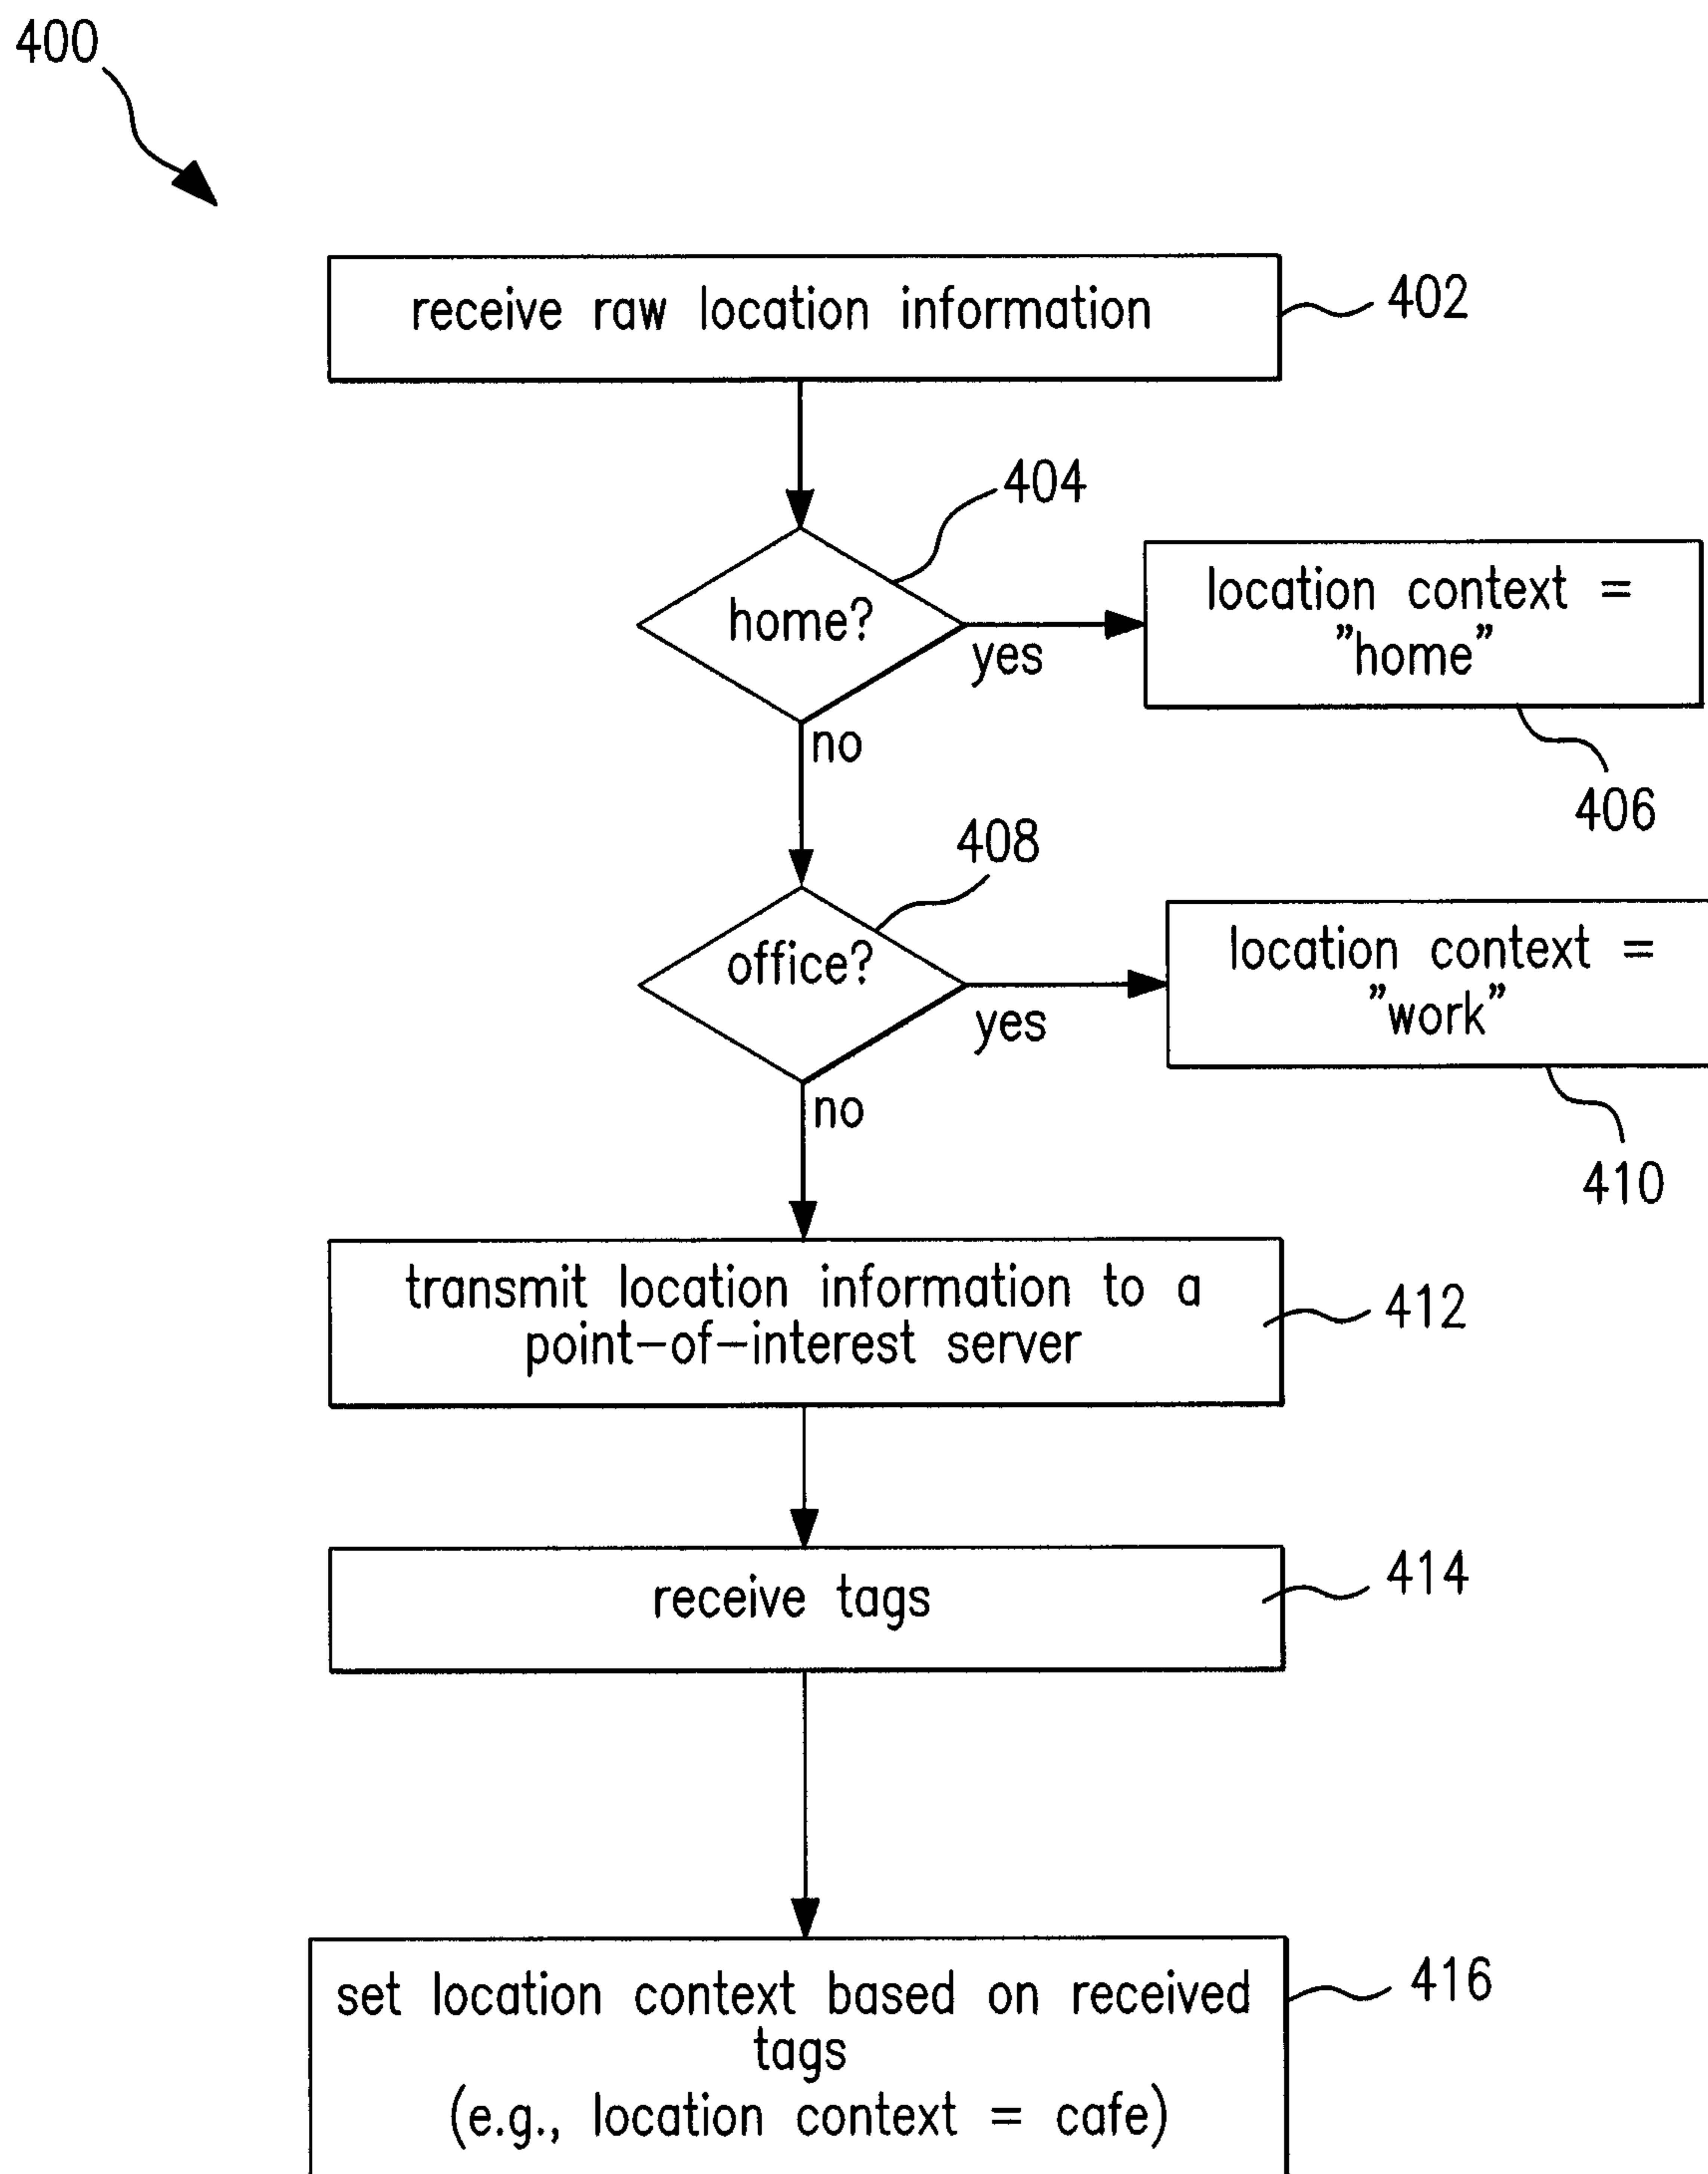 400
receive raw location information
402
404
home?
yes
location context =
”home”
406
no
408
office?
yes
location context =
”work”
410
no
transmit location information to a
point-of-interest server
412
receive tags
414
set location context based on received
tags
(e.g., location context = cafe)
416